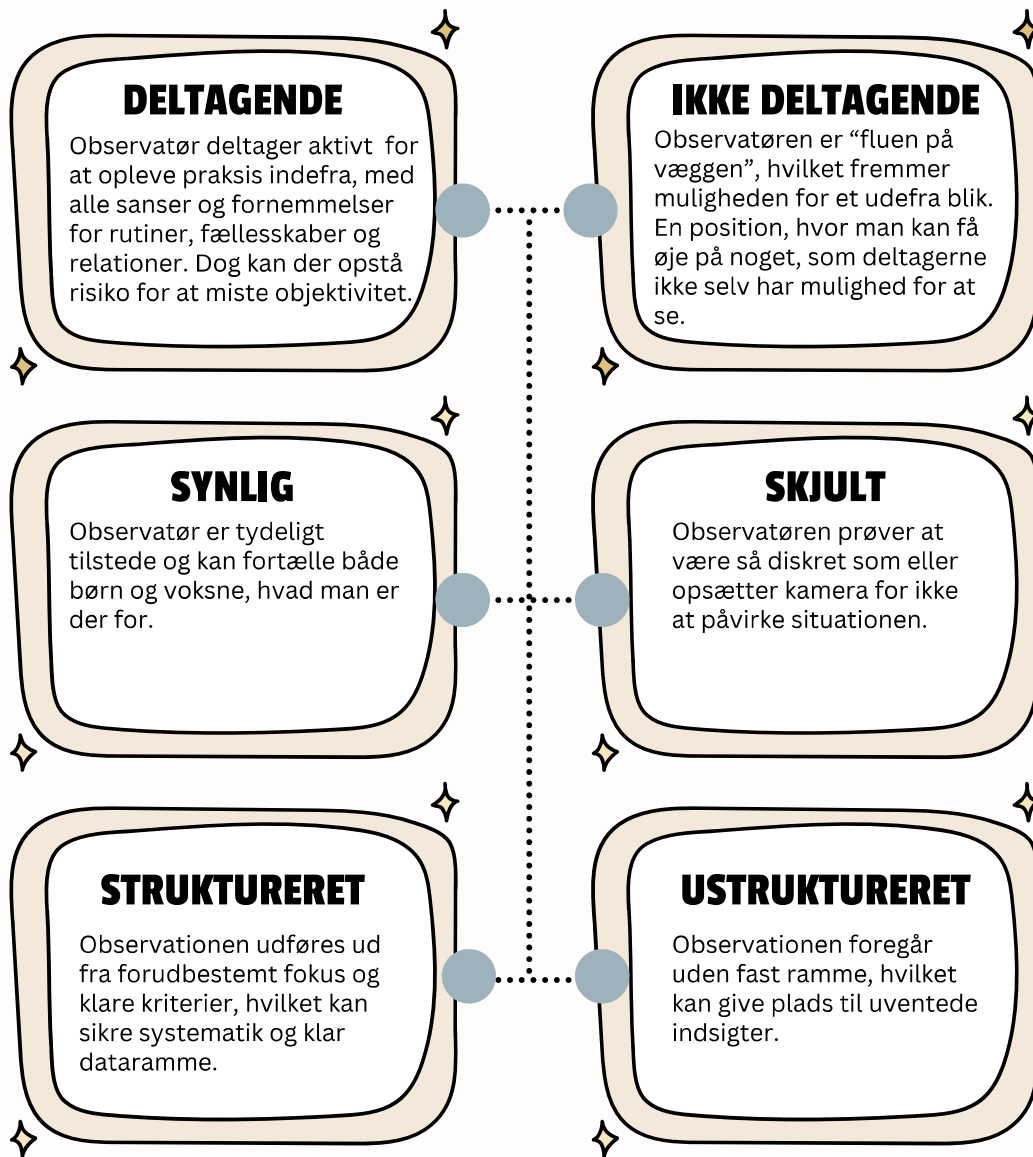 DELTAGENDE
Observatør deltager aktivt for
at opleve praksis indefra, med
alle sanser og fornemmelser
for rutiner, fællesskaber og
relationer. Dog kan der opstå
risiko for at miste objektivitet.
IKKE DELTAGENDE
Observatøren er “fluen på
væggen”, hvilket fremmer
muligheden for et udefra blik.
En position, hvor man kan få
øje på noget, som deltagerne
ikke selv har mulighed for at
se.
SYNLIG
Observatør er tydeligt
tilstede og kan fortælle både
børn og voksne, hvad man er
der for.
SKJULT
Observatøren prøver at
være så diskret som eller
opsætter kamera for ikke
at påvirke situationen.
STRUKTURERET
Observationen udføres ud
fra forudbestemt fokus og
klare kriterier, hvilket kan
sikre systematik og klar
dataramme.
USTRUKTURERET
Observationen foregår
uden fast ramme, hvilket
kan give plads til uventede
indsigter.